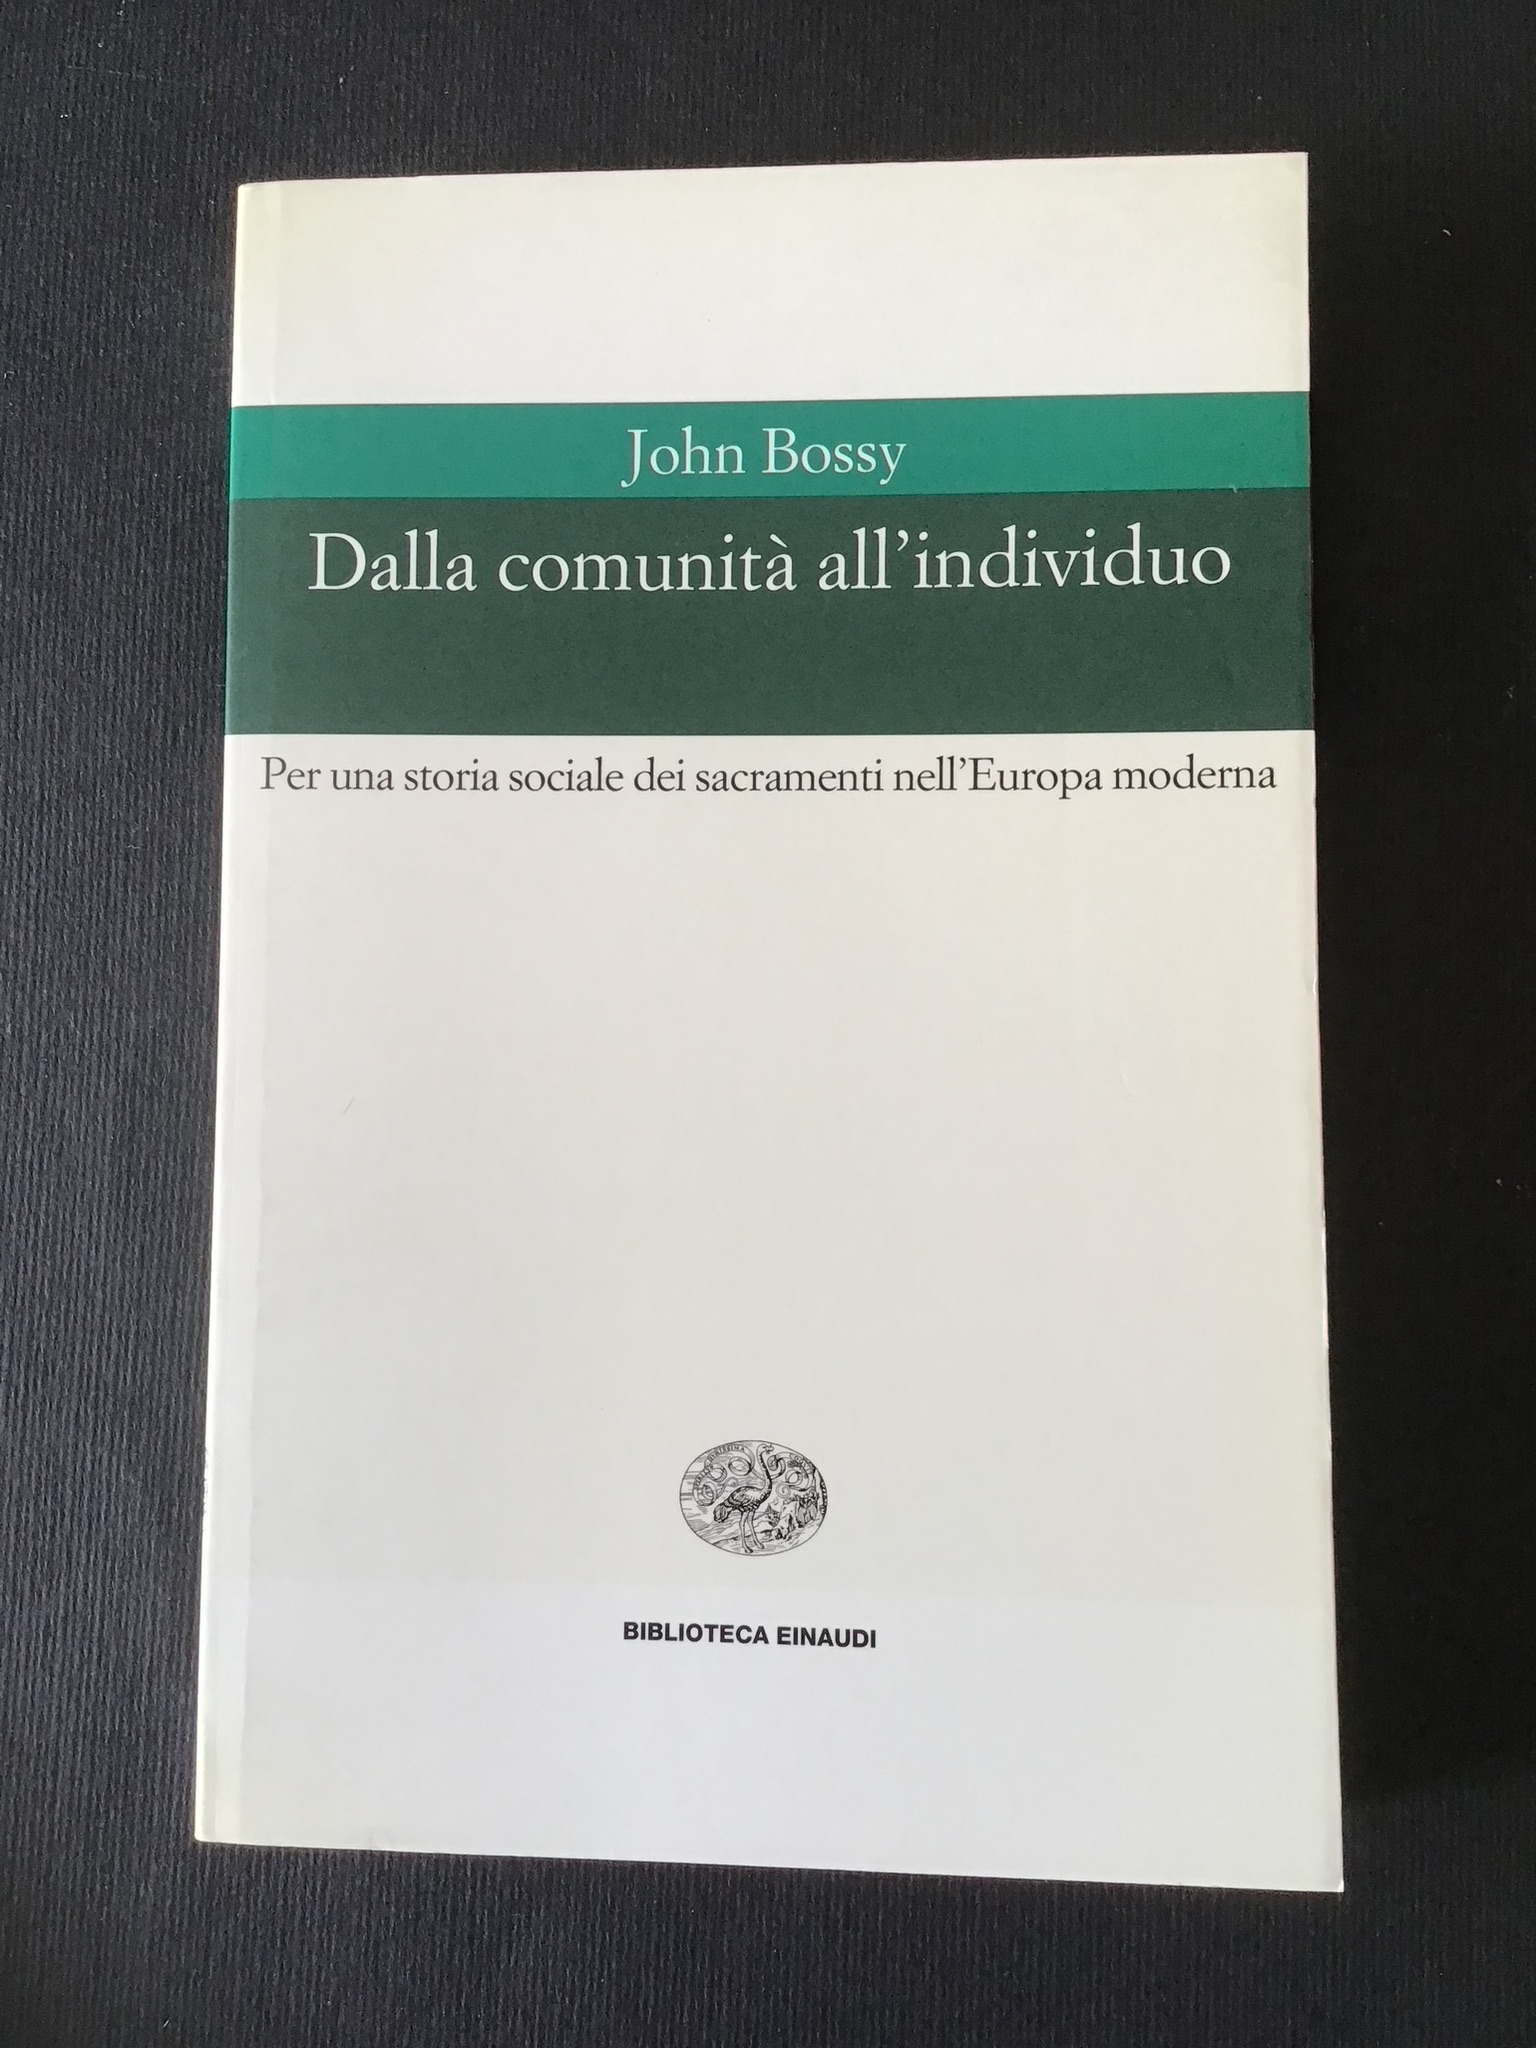 John Bossy
Dalla comunità all’individuo
Per una storia sociale dei sacramenti nell’Europa moderna
BIBLIOTECA EINAUDI